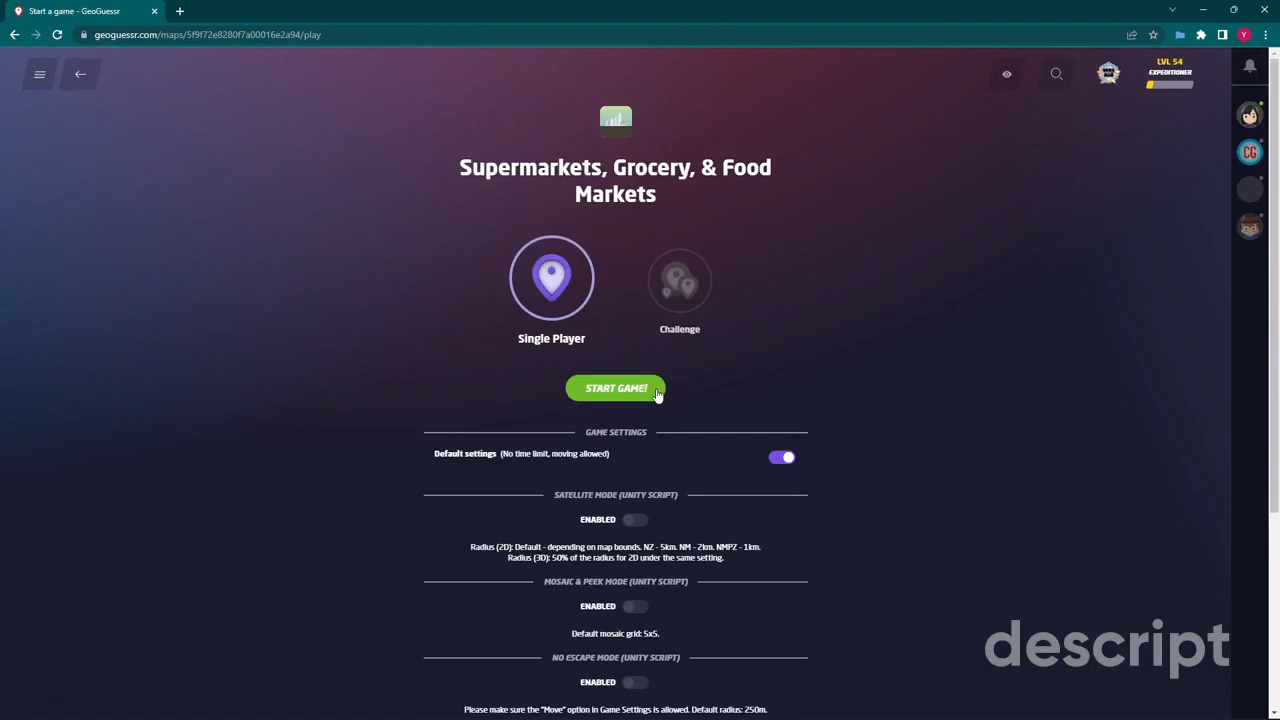 Start a game - GeoGuessr
geoguessr.com/maps/5f9f72e8280f7a00016e2a94/play
Y
LVL 54
EXPEDITIONER
CG
Supermarkets, Grocery, & Food
Markets
Single Player
Challenge
START GAME!
GAME SETTINGS
Default settings (No time limit, moving allowed)
SATELLITE MODE (UNITY SCRIPT)
ENABLED
Radius (2D): Default - depending on map bounds. NZ - 5km. NM - 2km. NMPZ - 1km.
Radius (3D): 50% of the radius for 2D under the same setting.
MOSAIC & PEEK MODE (UNITY SCRIPT)
ENABLED
Default mosaic grid: 5x5.
NO ESCAPE MODE (UNITY SCRIPT)
ENABLED
Please make sure the "Move" option in Game Settings is allowed. Default radius: 250m.
descript